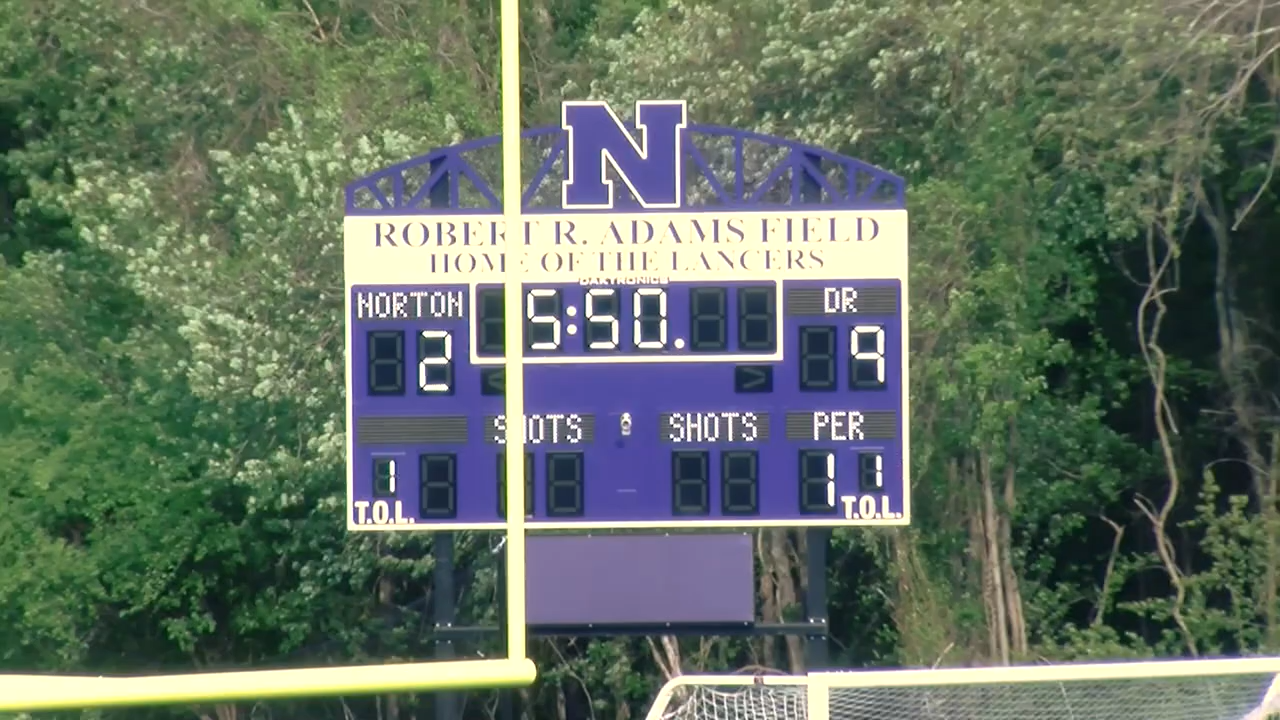 N
ROBERT R. ADAMS FIELD
HOME OF THE LANCERS
DAKTRONICS
NORTON 5:50. DR
2 9
SHOTS SHOTS PER
1 1 1
T.O.L. T.O.L.